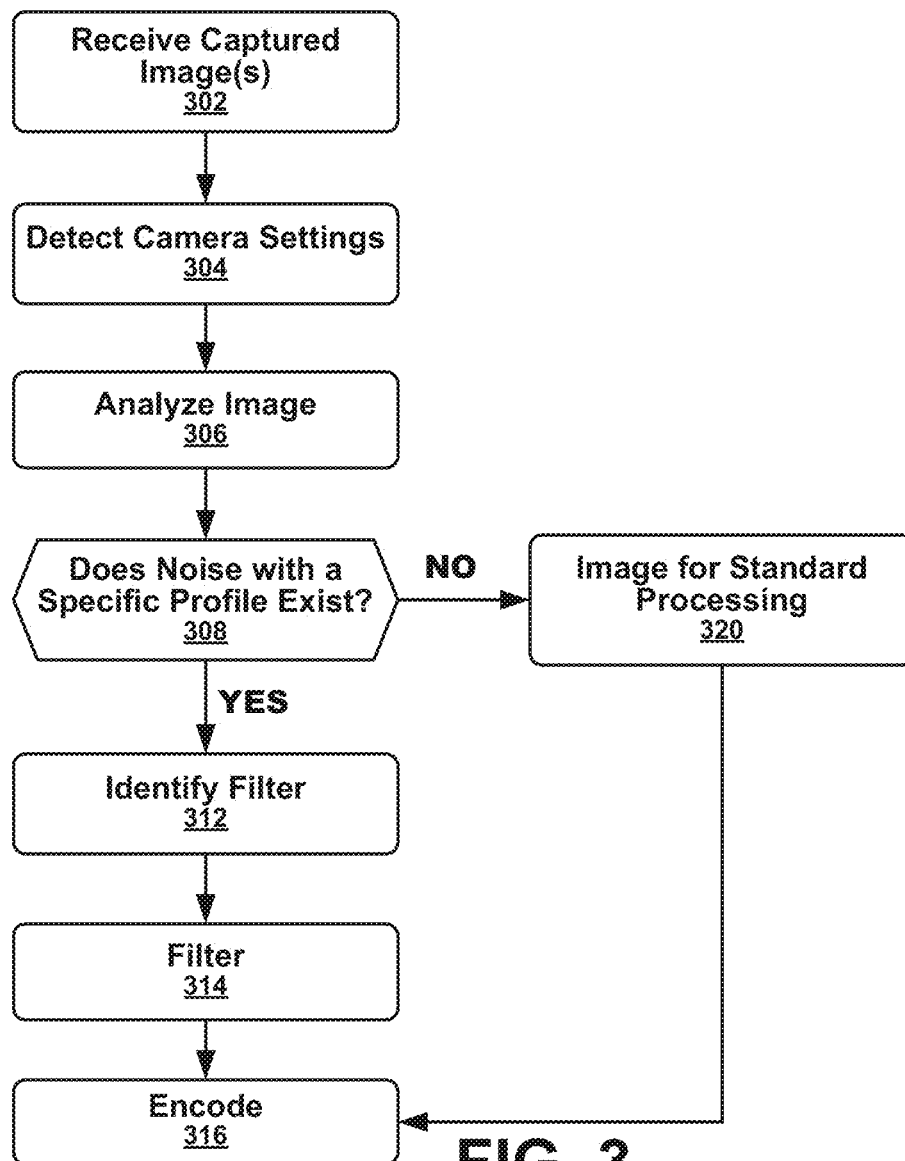 Receive Captured
Image(s)
302
Detect Camera Settings
304
Analyze Image
306
Does Noise with a
Specific Profile Exist?
308
NO
Image for Standard
Processing
320
YES
Identify Filter
312
Filter
314
Encode
316
FIG.